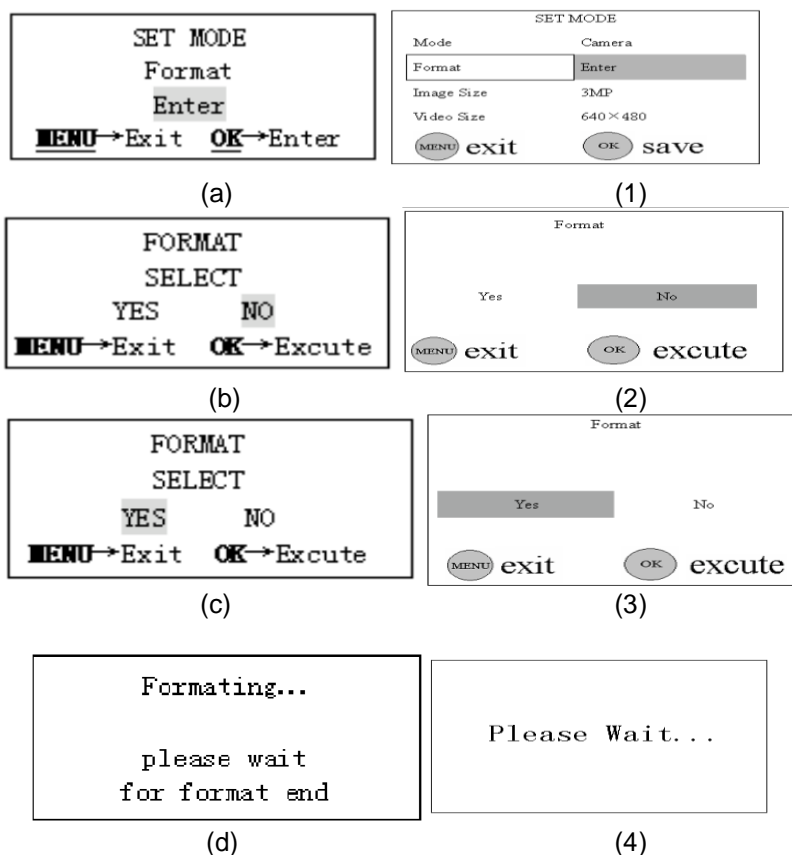 SET MODE
Format
Enter
MENU→Exit OK→Enter
(a)
SET MODE
Mode Camera
Format Enter
Image Size 3MP
Video Size 640×480
MENU exit OK save
(1)
FORMAT
SELECT
YES NO
MENU→Exit OK→Excute
(b)
Format
Yes No
MENU exit OK excute
(2)
FORMAT
SELECT
YES NO
MENU→Exit OK→Excute
(c)
Format
Yes No
MENU exit OK excute
(3)
Formating...
please wait
for format end
(d)
Please Wait...
(4)